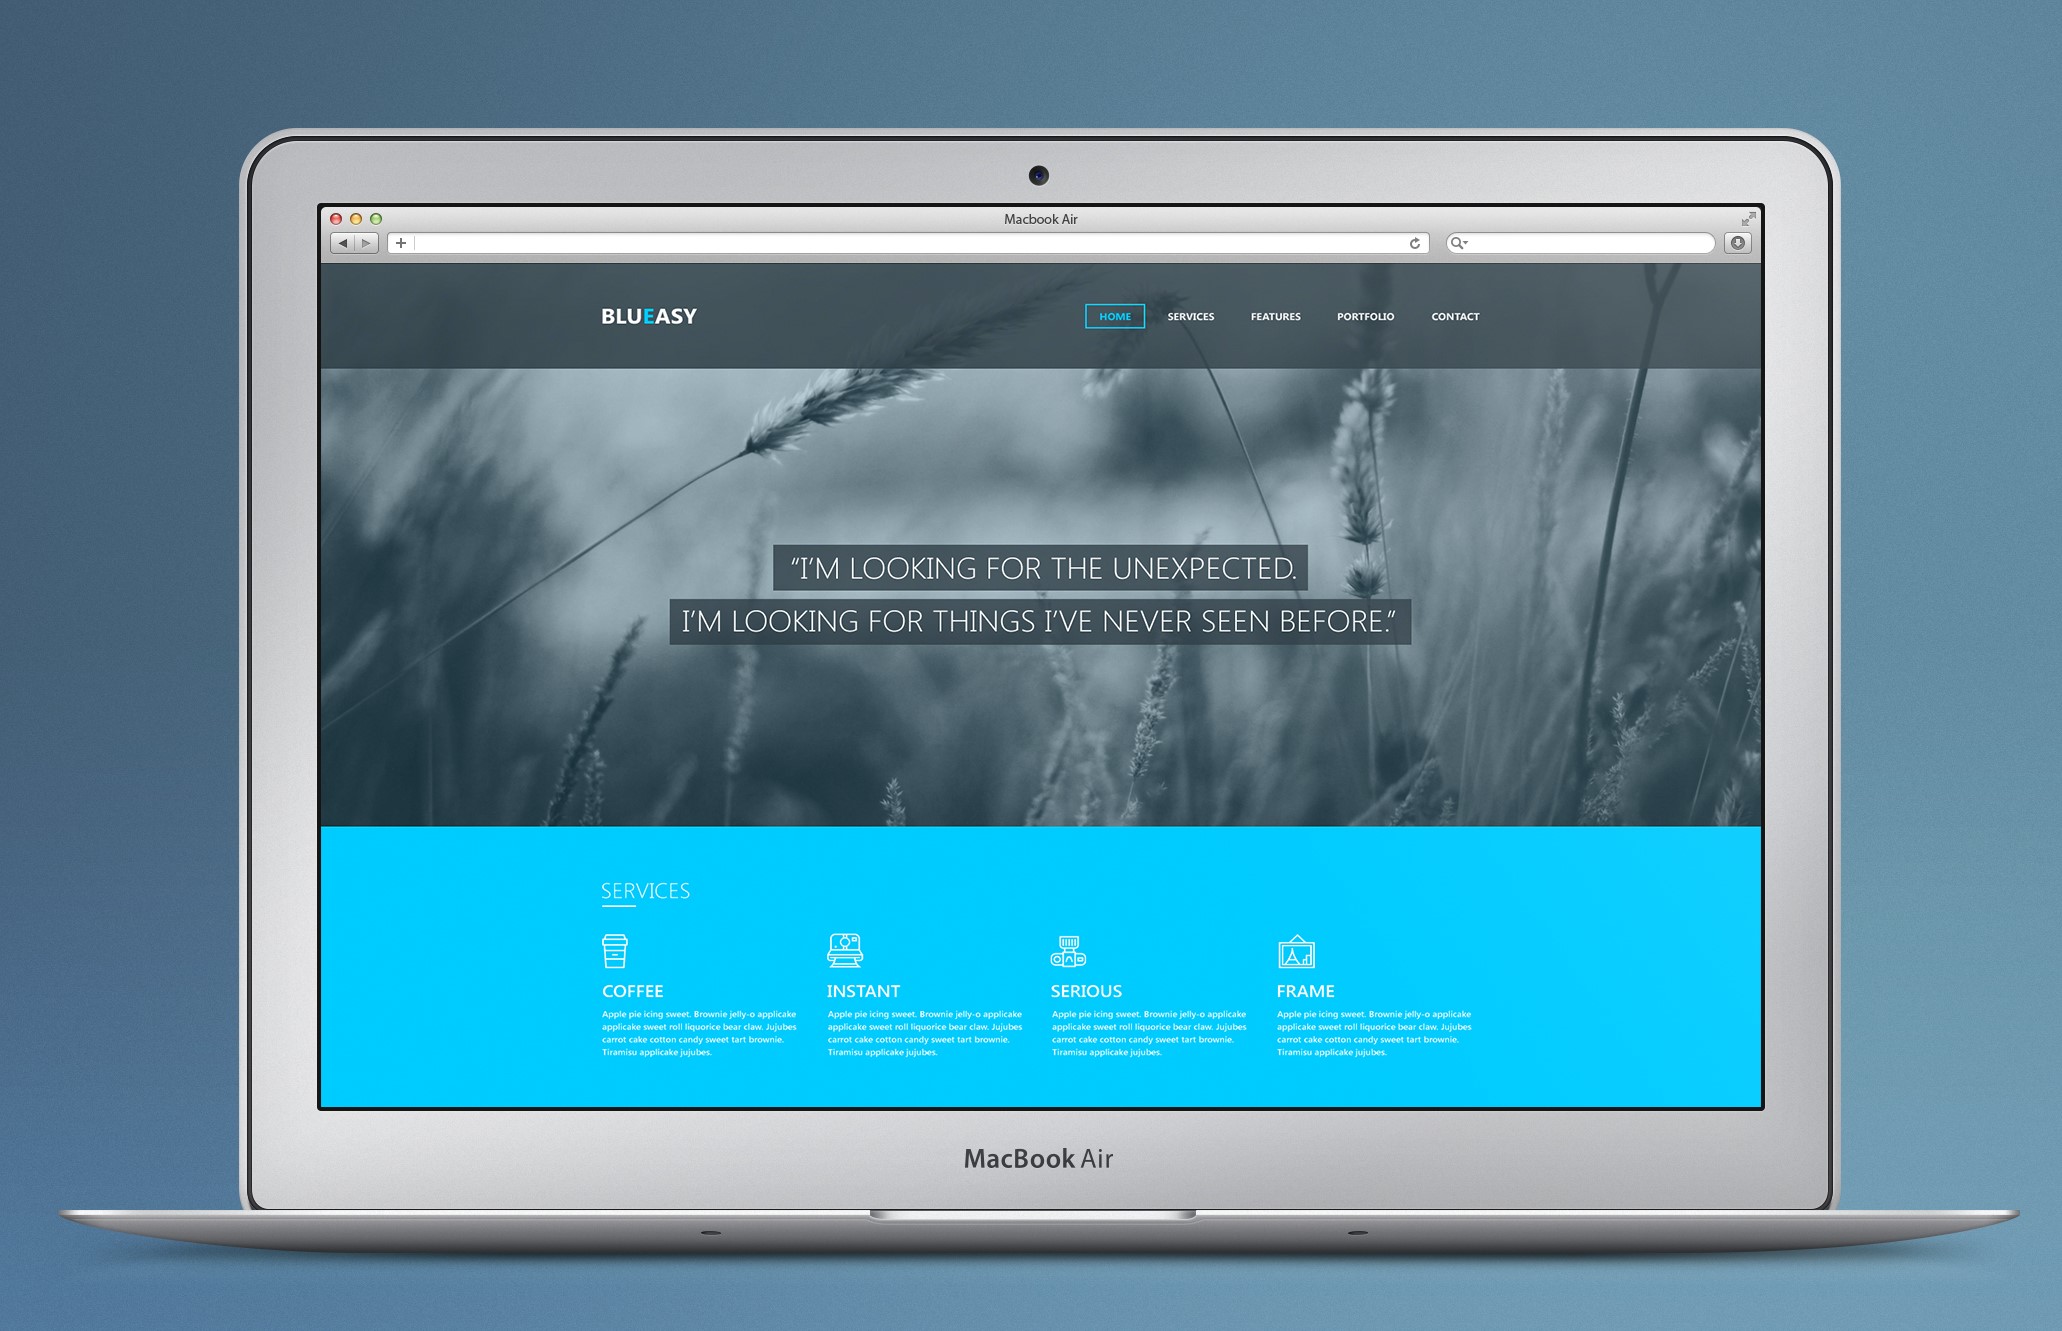 Macbook Air
BLUEASY
HOME SERVICES FEATURES PORTFOLIO CONTACT
“I’M LOOKING FOR THE UNEXPECTED.
I’M LOOKING FOR THINGS I’VE NEVER SEEN BEFORE.”
SERVICES
COFFEE
Apple pie icing sweet. Brownie jelly-o applicake
applicake sweet roll liquorice bear claw. Jujubes
carrot cake cotton candy sweet tart brownie.
Tiramisu applicake jujubes.
INSTANT
Apple pie icing sweet. Brownie jelly-o applicake
applicake sweet roll liquorice bear claw. Jujubes
carrot cake cotton candy sweet tart brownie.
Tiramisu applicake jujubes.
SERIOUS
Apple pie icing sweet. Brownie jelly-o applicake
applicake sweet roll liquorice bear claw. Jujubes
carrot cake cotton candy sweet tart brownie.
Tiramisu applicake jujubes.
FRAME
Apple pie icing sweet. Brownie jelly-o applicake
applicake sweet roll liquorice bear claw. Jujubes
carrot cake cotton candy sweet tart brownie.
Tiramisu applicake jujubes.
MacBook Air